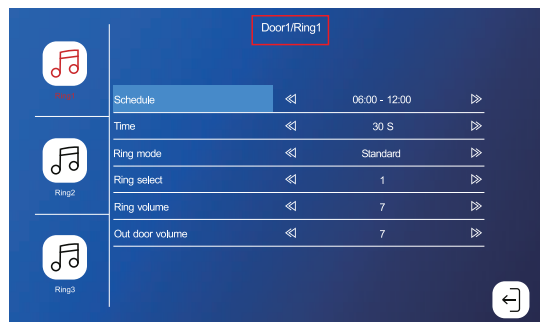 Door1/Ring1
Schedule 06:00 - 12:00
Time 30 S
Ring mode Standard
Ring select 1
Ring2
Ring volume 7
Out door volume 7
Ring3